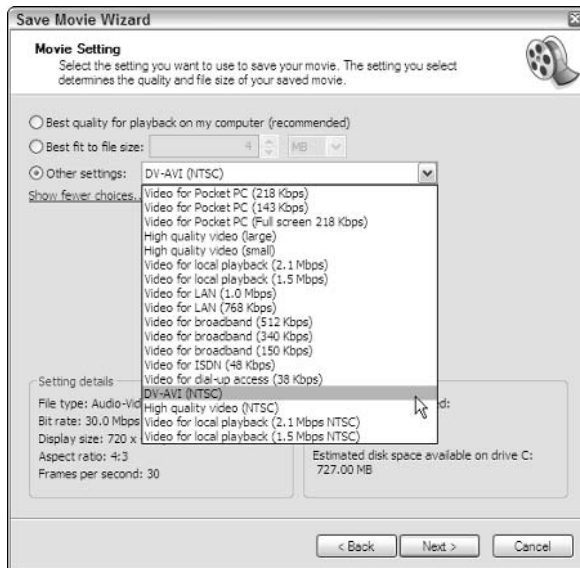 Save Movie Wizard
Movie Setting
Select the setting you want to use to save your movie. The setting you select
determines the quality and file size of your saved movie.
Best quality for playback on my computer (recommended)
Best fit to file size: 4 MB
Other settings: DV-AVI (NTSC)
Show fewer choices..
Video for Pocket PC (218 Kbps)
Video for Pocket PC (143 Kbps)
Video for Pocket PC (Full screen 218 Kbps)
High quality video (large)
High quality video (small)
Video for local playback (2.1 Mbps)
Video for local playback (1.5 Mbps)
Video for LAN (1.0 Mbps)
Video for LAN (768 Kbps)
Video for broadband (512 Kbps)
Video for broadband (340 Kbps)
Video for broadband (150 Kbps)
Video for ISDN (48 Kbps)
Video for dial-up access (38 Kbps)
DV-AVI (NTSC)
High quality video (NTSC)
Video for local playback (2.1 Mbps NTSC)
Video for local playback (1.5 Mbps NTSC)
Setting details
File type: Audio-Vid
Bit rate: 30.0 Mbps
Display size: 720 x
Aspect ratio: 4:3
Frames per second: 30
d:
Estimated disk space available on drive C:
727.00 MB
< Back Next > Cancel